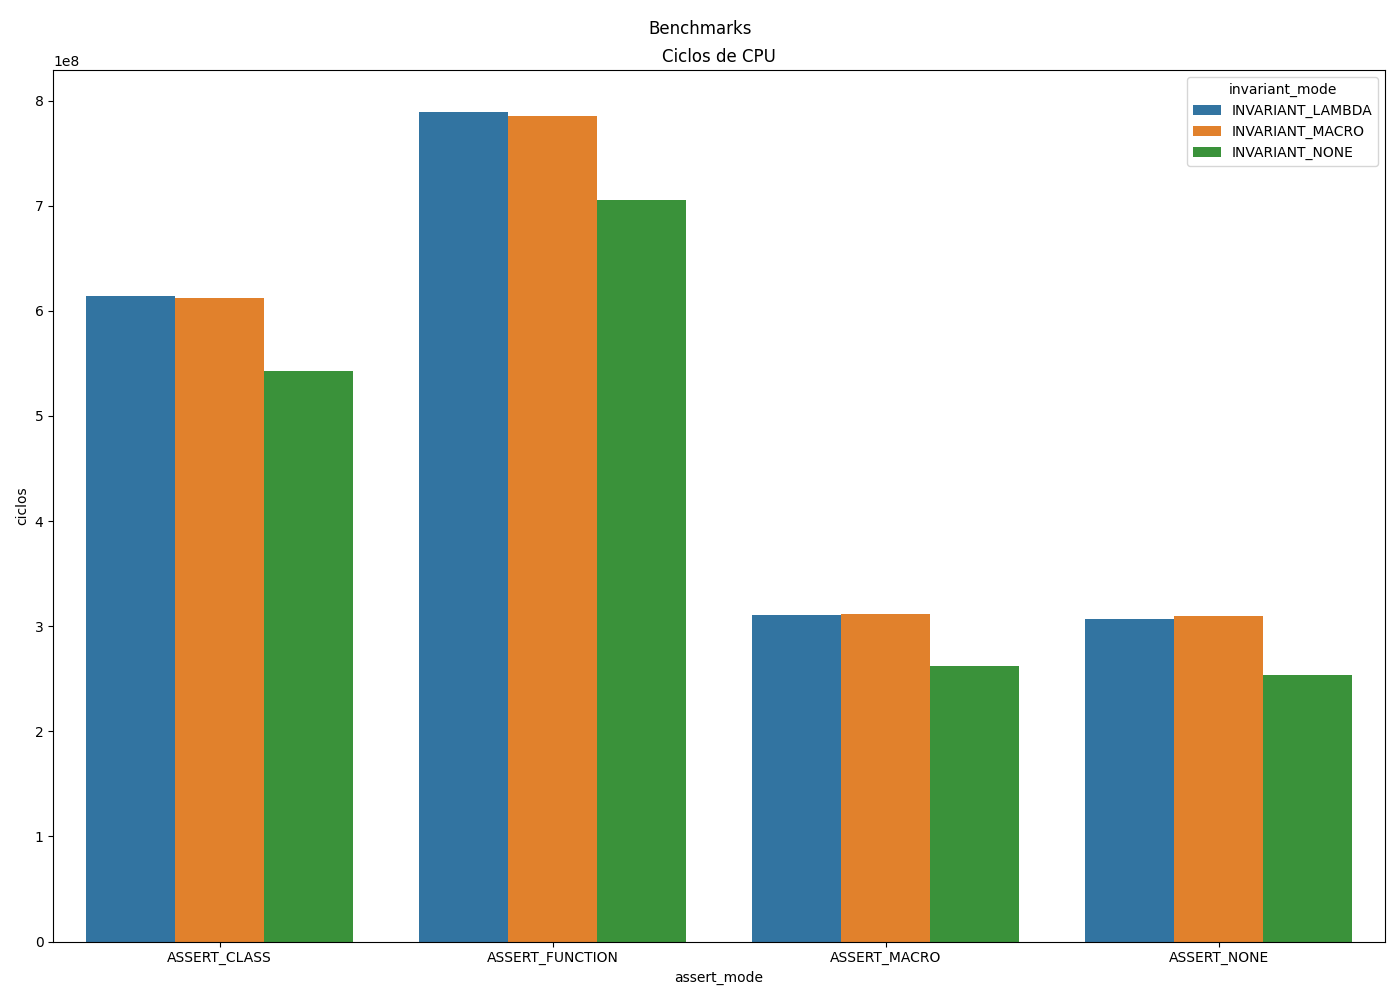 Benchmarks
Ciclos de CPU
1e8
invariant_mode
INVARIANT_LAMBDA
INVARIANT_MACRO
INVARIANT_NONE
8
7
6
5
4
3
2
1
0
ciclos
ASSERT_CLASS ASSERT_FUNCTION ASSERT_MACRO ASSERT_NONE
assert_mode